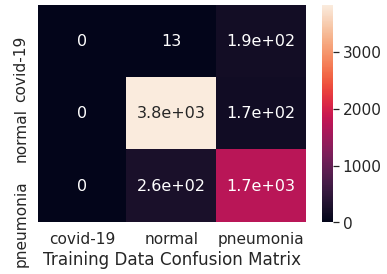 covid-19
normal
pneumonia
0 13 1.9e+02
0 3.8e+03 1.7e+02
0 2.6e+02 1.7e+03
3000
2000
1000
0
covid-19 normal pneumonia
Training Data Confusion Matrix